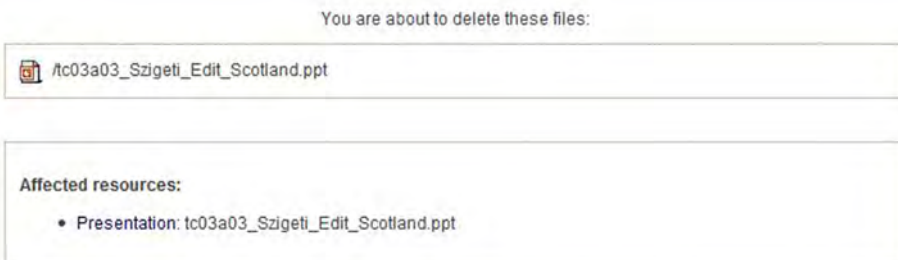 You are about to delete these files:
/tc03a03_Szigeti_Edit_Scotland.ppt
Affected resources:
• Presentation: tc03a03_Szigeti_Edit_Scotland.ppt